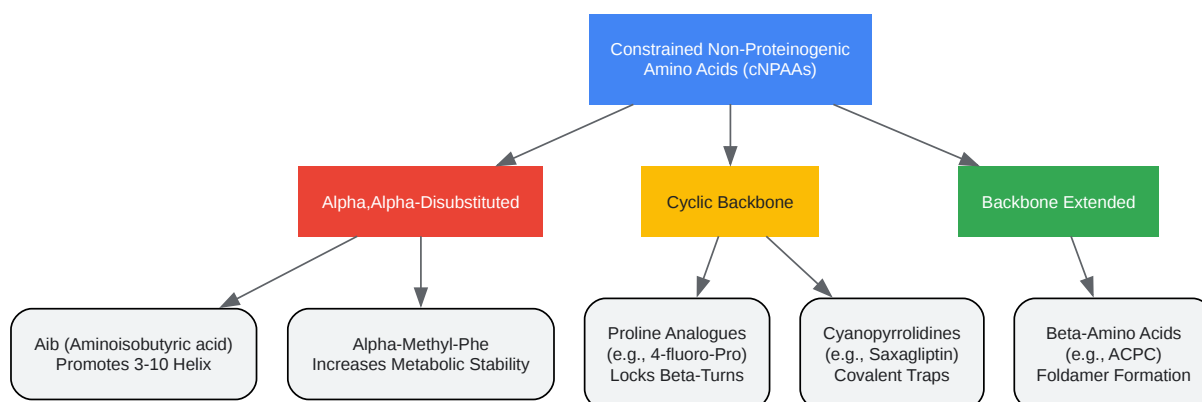 Constrained Non-Proteinogenic
Amino Acids (cNPAAs)
Alpha,Alpha-Disubstituted
Cyclic Backbone
Backbone Extended
Aib (Aminoisobutyric acid)
Promotes 3-10 Helix
Alpha-Methyl-Phe
Increases Metabolic Stability
Proline Analogues
(e.g., 4-fluoro-Pro)
Locks Beta-Turns
Cyanopyrrolidines
(e.g., Saxagliptin)
Covalent Traps
Beta-Amino Acids
(e.g., ACPC)
Foldamer Formation